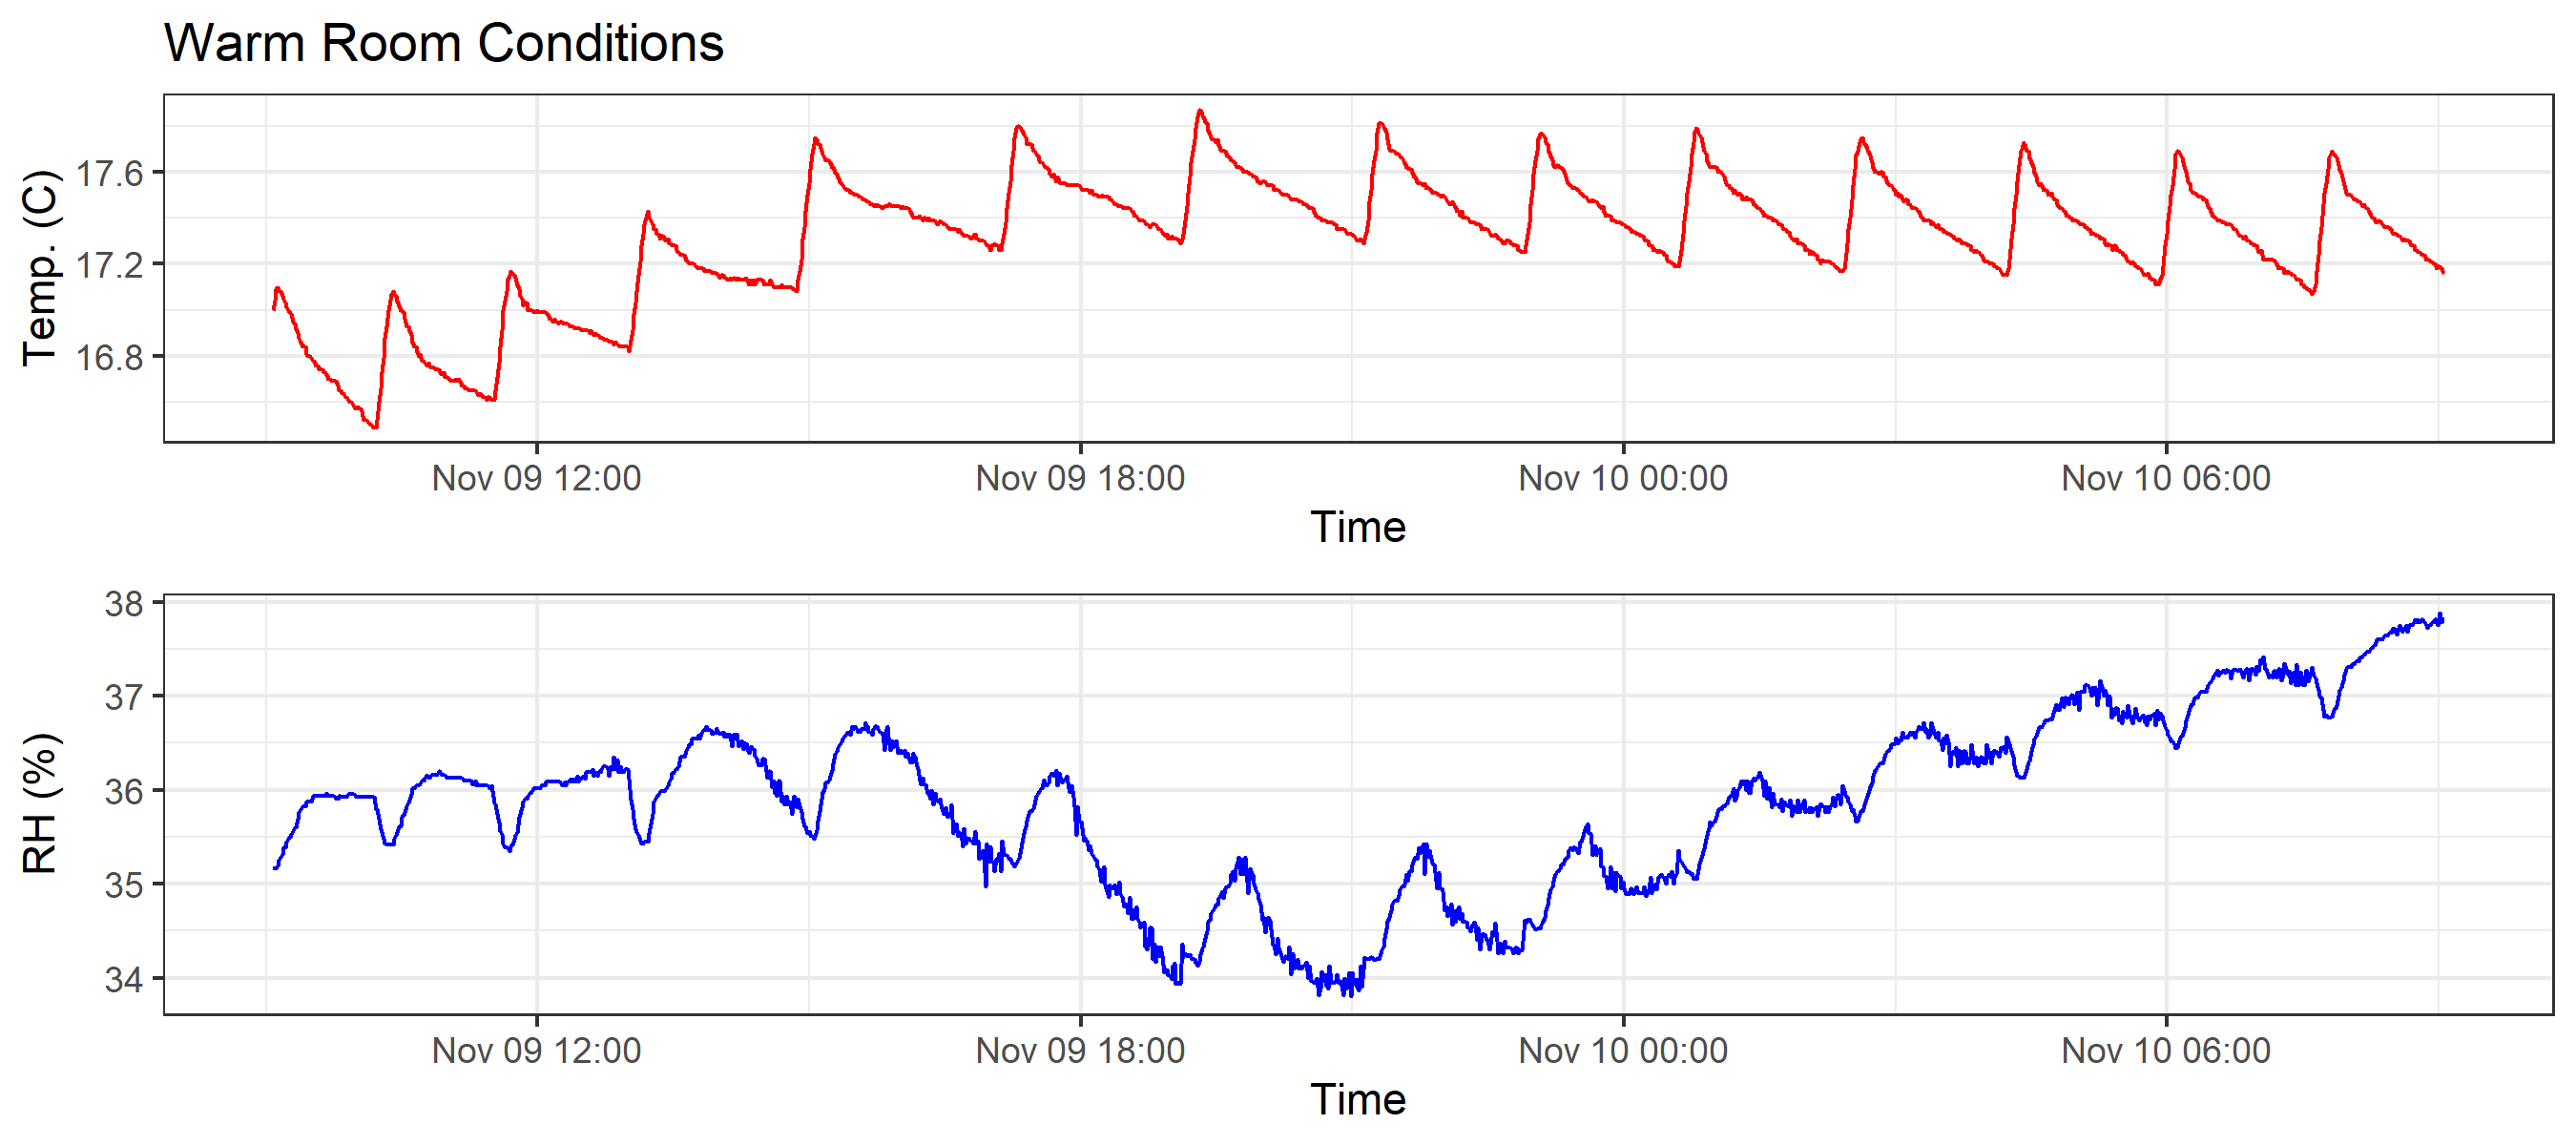 Warm Room Conditions
Temp. (C)
17.6
17.2
16.8
Nov 09 12:00 Nov 09 18:00 Nov 10 00:00 Nov 10 06:00
Time
RH (%)
38
37
36
35
34
Nov 09 12:00 Nov 09 18:00 Nov 10 00:00 Nov 10 06:00
Time